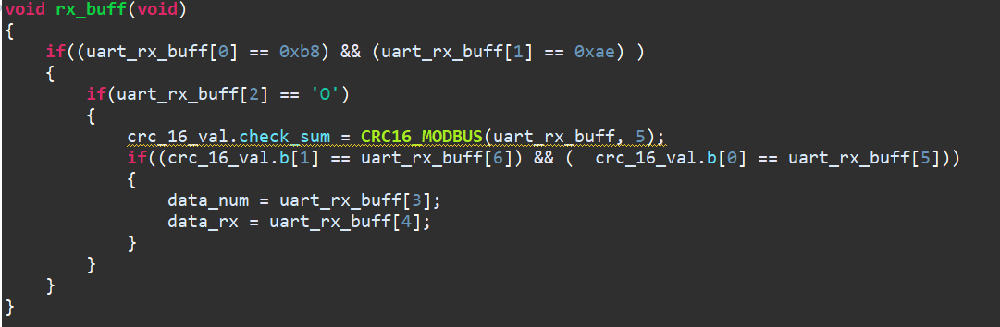 void rx_buff(void)
{
    if((uart_rx_buff[0] == 0xb8) && (uart_rx_buff[1] == 0xae) )
    {
        if(uart_rx_buff[2] == 'O')
        {
            crc_16_val.check_sum = CRC16_MODBUS(uart_rx_buff, 5);
            if((crc_16_val.b[1] == uart_rx_buff[6]) && (  crc_16_val.b[0] == uart_rx_buff[5]))
            {
                data_num = uart_rx_buff[3];
                data_rx = uart_rx_buff[4];
            }
        }
    }
}